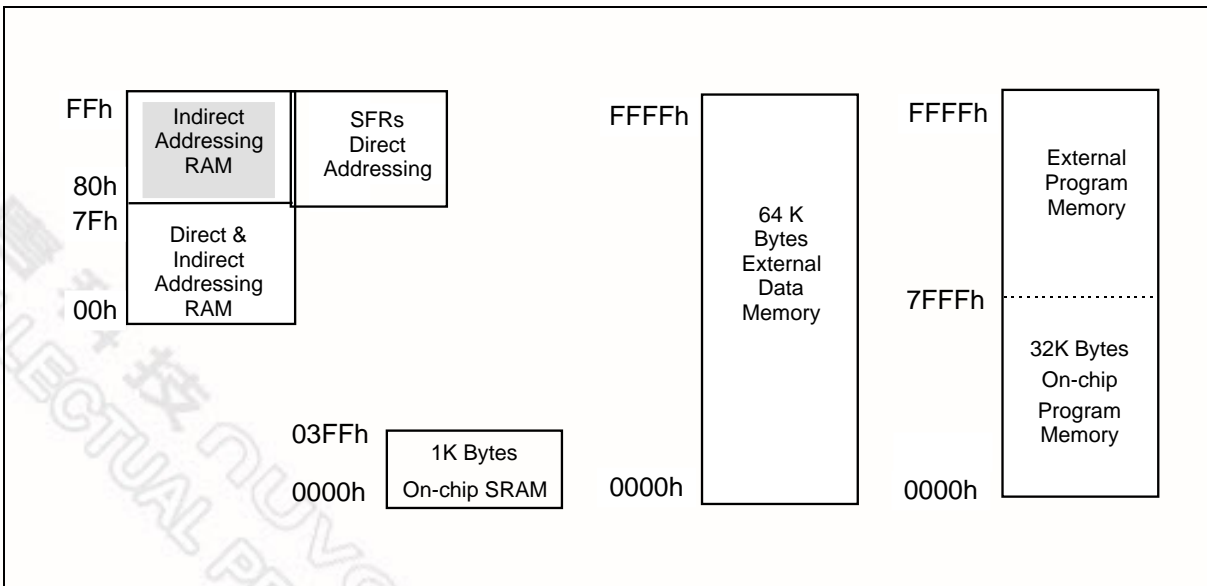 FFh
Indirect
Addressing
RAM
80h
SFRs
Direct
Addressing
7Fh
Direct &
Indirect
Addressing
RAM
00h
03FFh
1K Bytes
On-chip SRAM
0000h
FFFFh
64 K
Bytes
External
Data
Memory
0000h
FFFFh
External
Program
Memory
7FFFh
32K Bytes
On-chip
Program
Memory
0000h